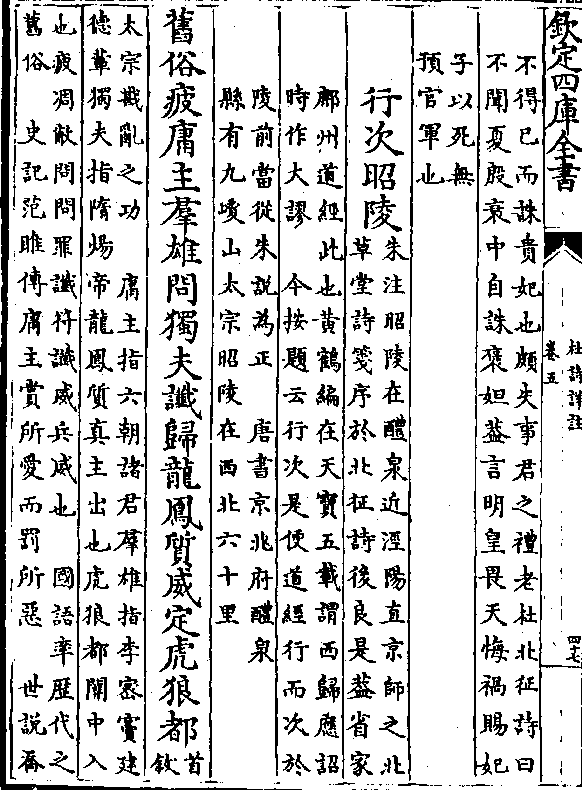 欽定四庫全書
杜詩詳註
卷五
四七
不得已而誅貴妃也頗失事君之禮老杜北征詩曰
不聞夏殷衰中自誅褒妲葢言明皇畏天悔禍賜妃
子以死無
預官軍也
行次昭陵
朱注昭陵在醴泉近涇陽直京師之北
草堂詩箋序於北征詩後良是葢省家
鄜州道經此也黄鶴編在天寶五載謂西歸應詔
時作大謬 今按題云行次是使道經行而次於
陵前當從朱説為正 唐書京兆府醴泉
縣有九嵕山太宗昭陵在西北六十里
舊俗疲庸主羣雄問獨夫讖歸龍鳳質威定虎狼都
首
敘
太宗戡亂之功 庸主指六朝諸君羣雄指李宻竇建
德輩獨夫指隋煬帝龍鳳質真主出也虎狼都闗中入
也疲凋敝問問罪讖符讖威兵威也 國語率歴代之
舊俗 史記范睢傳庸主賞所愛而罰所惡 世説